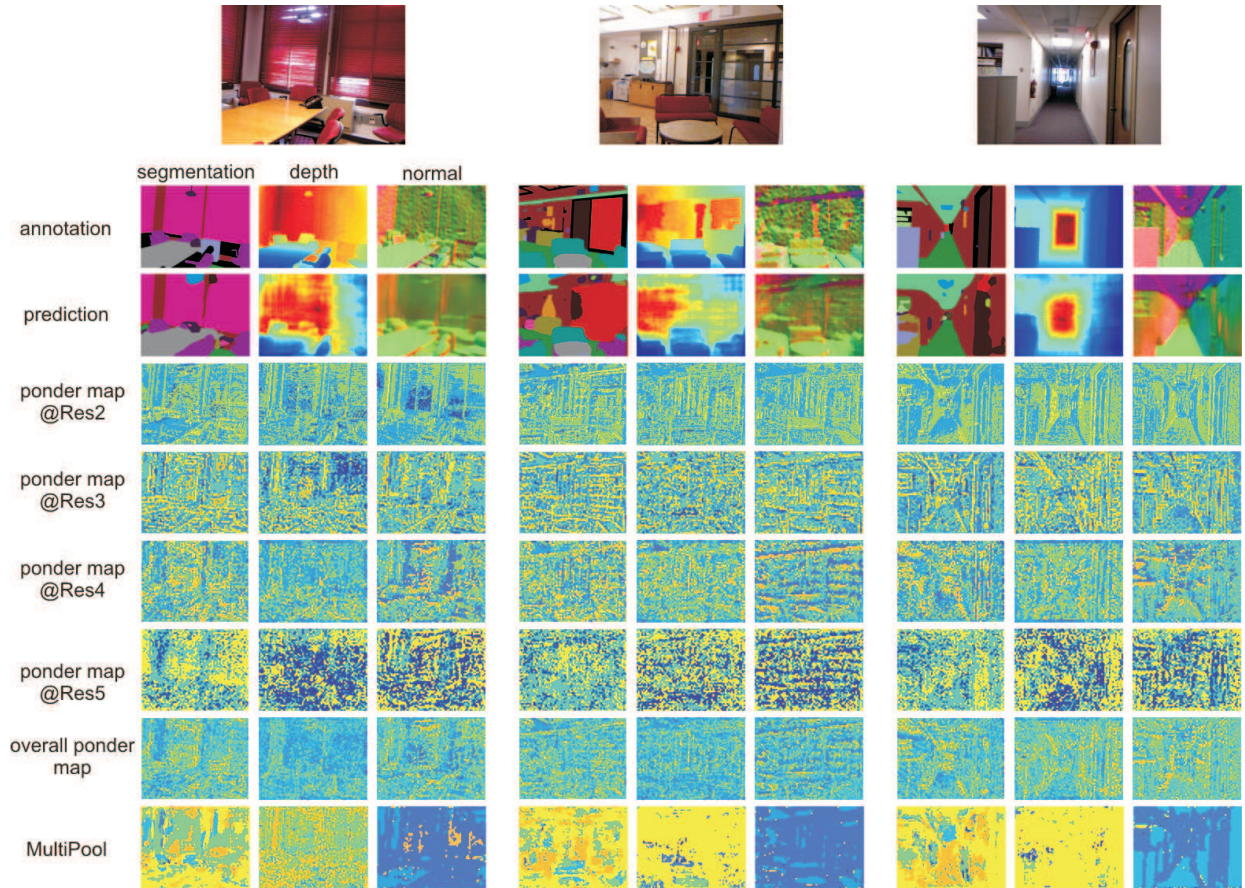 segmentation depth normal
annotation
prediction
ponder map
@Res2
ponder map
@Res3
ponder map
@Res4
ponder map
@Res5
overall ponder
map
MultiPool